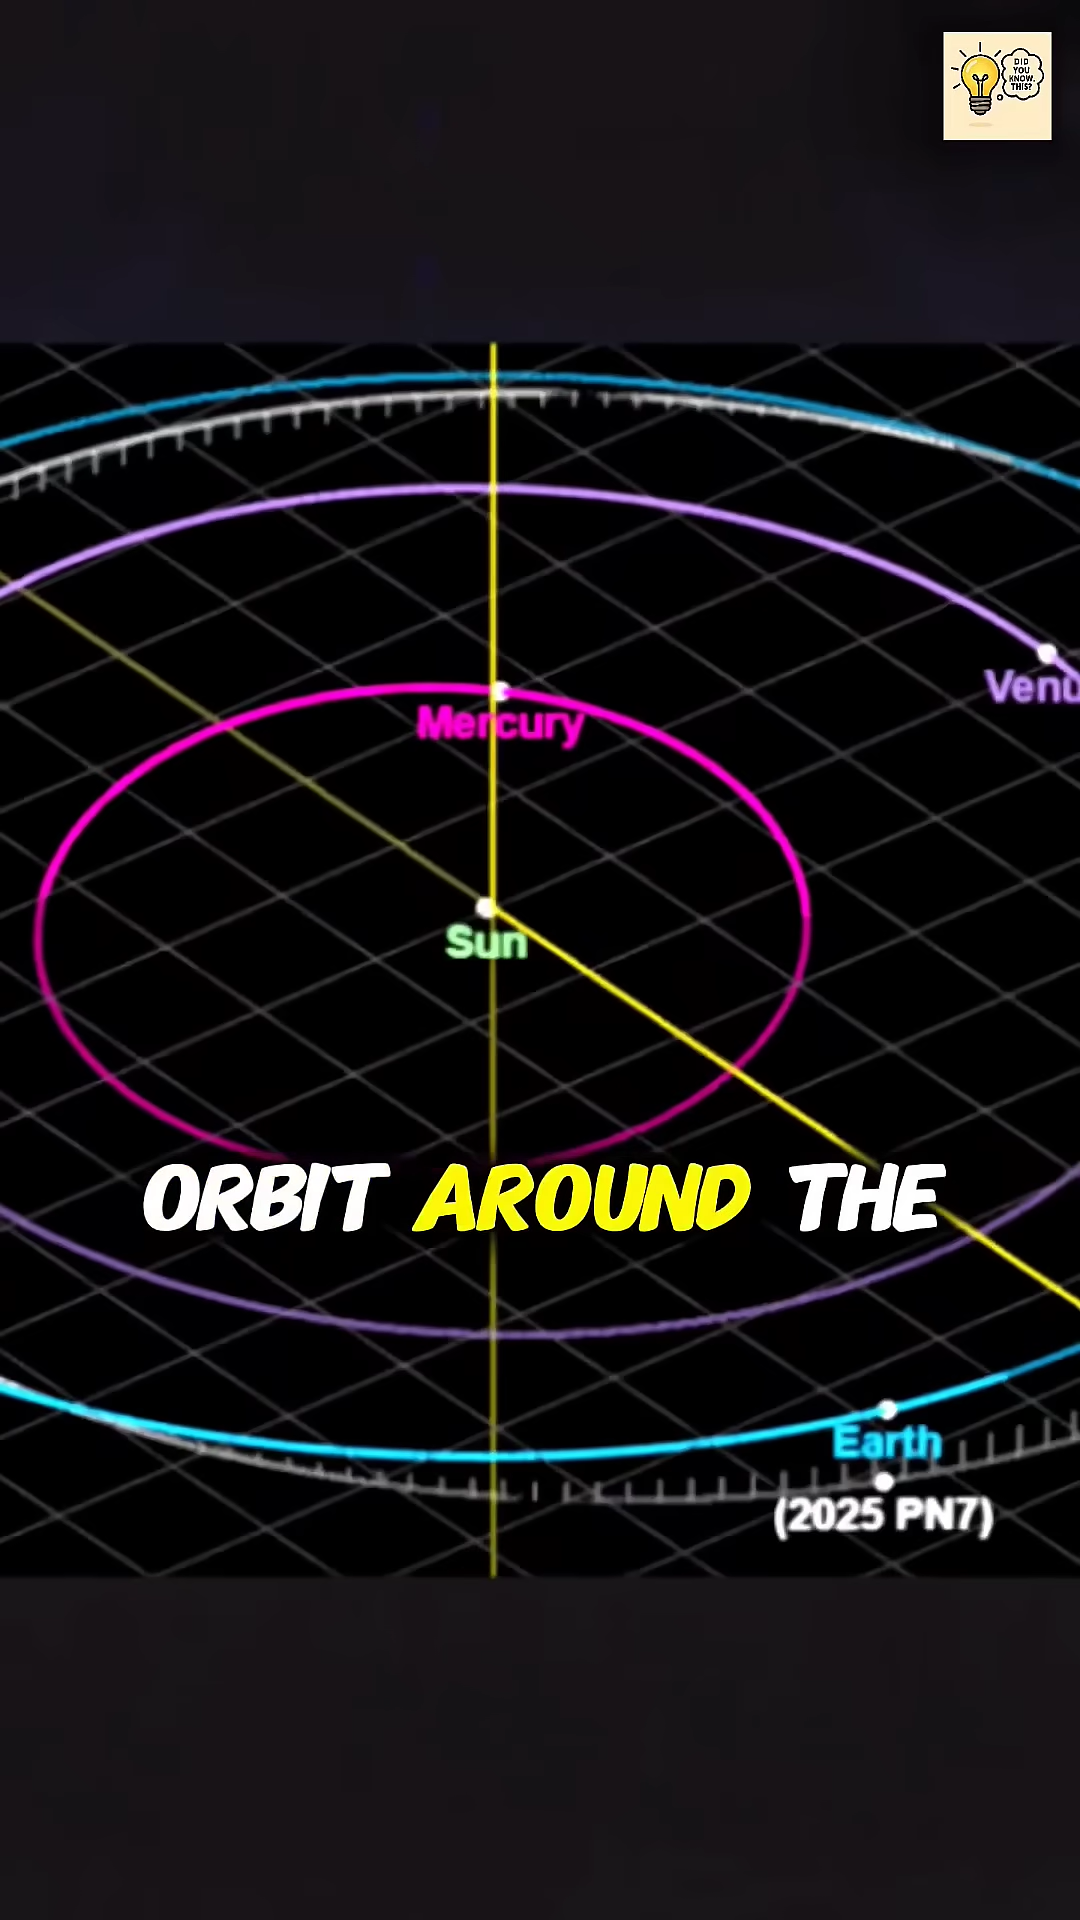 DID
YOU
KNOW.
THIS?
Venu
Mercury
Sun
ORBIT AROUND THE
Earth
(2025 PN7)